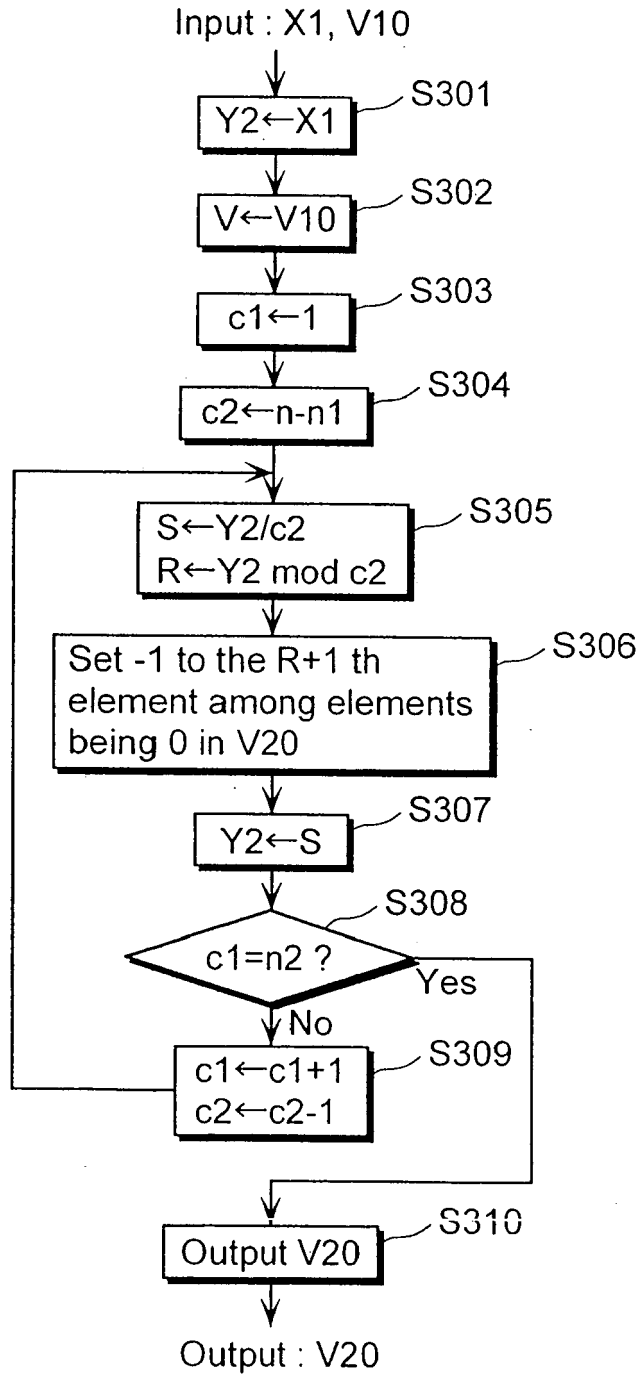 Input : X1, V10
S301
Y2←X1
S302
V←V10
S303
c1←1
S304
c2←n-n1
S305
S←Y2/c2
R←Y2 mod c2
S306
Set -1 to the R+1 th
element among elements
being 0 in V20
S307
Y2←S
S308
c1=n2 ?
Yes
No
S309
c1←c1+1
c2←c2-1
S310
Output V20
Output : V20